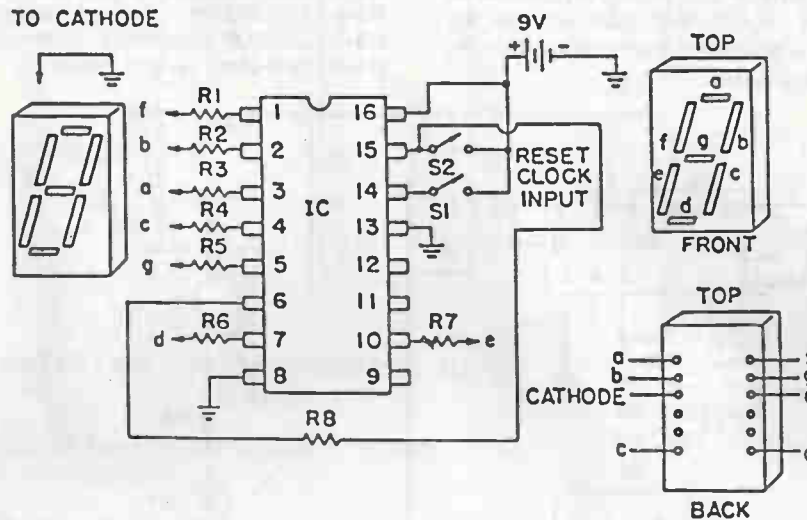 TO CATHODE
9V
+ -
TOP
a
f b
g
e c
d
FRONT
f R1 1 16
b R2 2 15
S2
RESET
CLOCK
INPUT
a R3 3 14
S1
IC
c R4 4 13
g R5 5 12
6 11
d R6 7 10 R7 e
8 9
R8
TOP
a
b
CATHODE
c
BACK